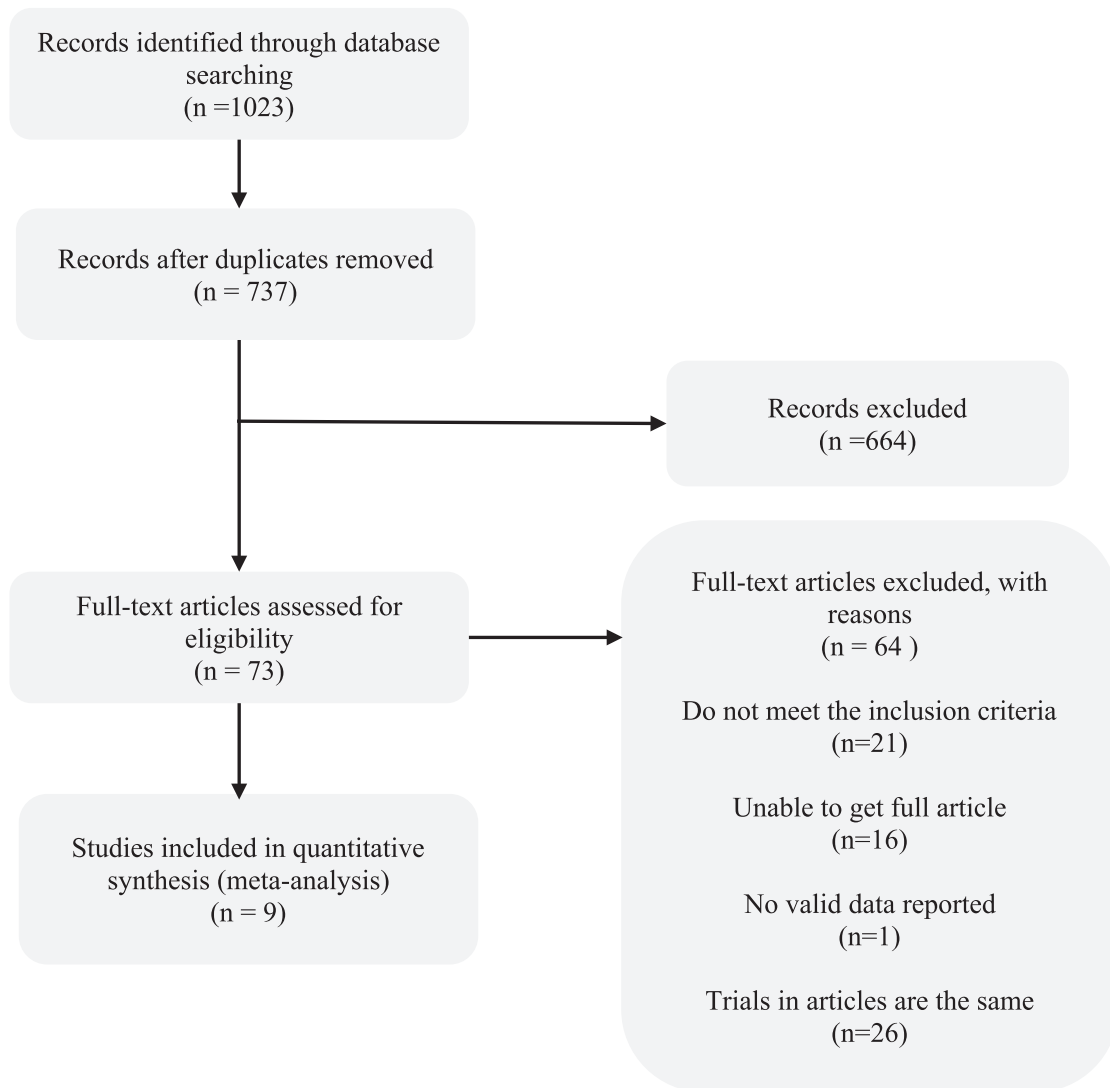 Records identified through database
searching
(n =1023)
Records after duplicates removed
(n = 737)
Records excluded
(n =664)
Full-text articles assessed for
eligibility
(n = 73)
Full-text articles excluded, with
reasons
(n = 64 )
Do not meet the inclusion criteria
(n=21)
Unable to get full article
(n=16)
No valid data reported
(n=1)
Trials in articles are the same
(n=26)
Studies included in quantitative
synthesis (meta-analysis)
(n = 9)